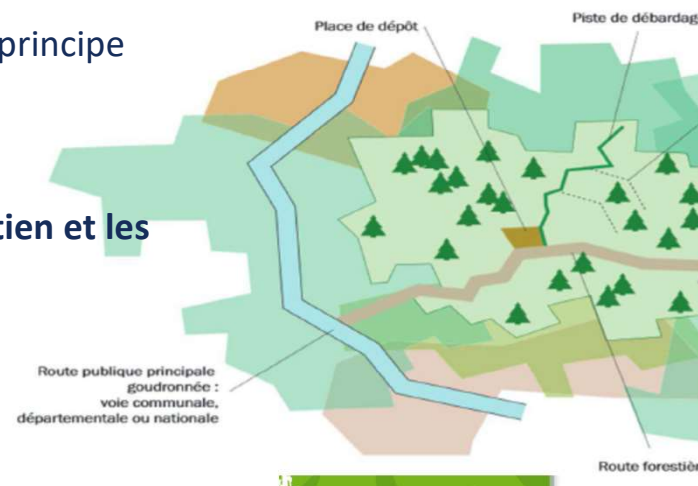 principe
tien et les
Place de dépôt
Piste de débardag
Route publique principale
goudronnée :
voie communale,
départementale ou nationale
Route forestièr